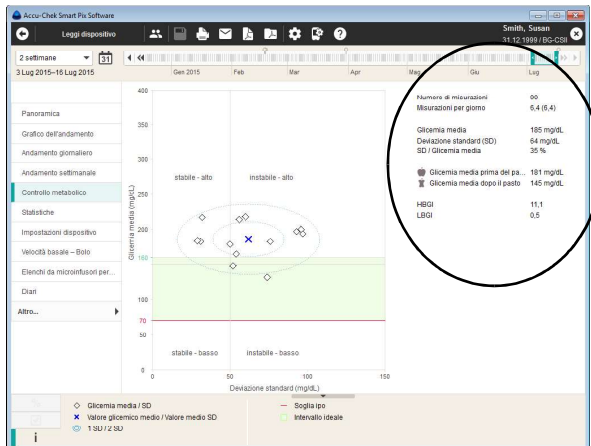 Accu-Chek Smart Pix Software
Leggi dispositivo
Smith, Susan
31.12.1999 / BG-CSII
2 settimane
31
3 Lug 2015–16 Lug 2015
Gen 2015 Feb Mar Apr Mag Giu Lug
Panoramica
Grafico dell'andamento
Andamento giornaliero
Andamento settimanale
Controllo metabolico
Statistiche
Impostazioni dispositivo
Velocità basale – Bolo
Elenchi da microinfusori per...
Diari
Altro...
Glicemia media (mg/dL)
400
350
300
250
200
160
100
70
50
0
stabile - alto instabile - alto
stabile - basso instabile - basso
0 50 100 150
Deviazione standard (mg/dL)
Numero di misurazioni 90
Misurazioni per giorno 6,4 (6,4)
Glicemia media 185 mg/dL
Deviazione standard (SD) 64 mg/dL
SD / Glicemia media 35 %
Glicemia media prima del pa... 181 mg/dL
Glicemia media dopo il pasto 145 mg/dL
HBGI 11,1
LBGI 0,5
Glicemia media / SD
Valore glicemico medio / Valore medio SD
1 SD / 2 SD
Soglia ipo
Intervallo ideale
i